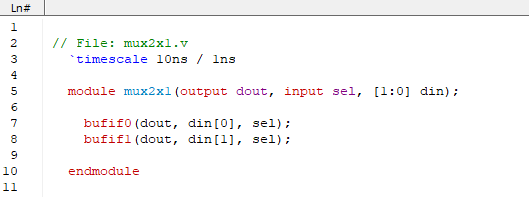 Ln#
1
2 // File: mux2x1.v
3 `timescale 10ns / 1ns
4
5 module mux2x1(output dout, input sel, [1:0] din);
6
7 bufif0(dout, din[0], sel);
8 bufif1(dout, din[1], sel);
9
10 endmodule
11